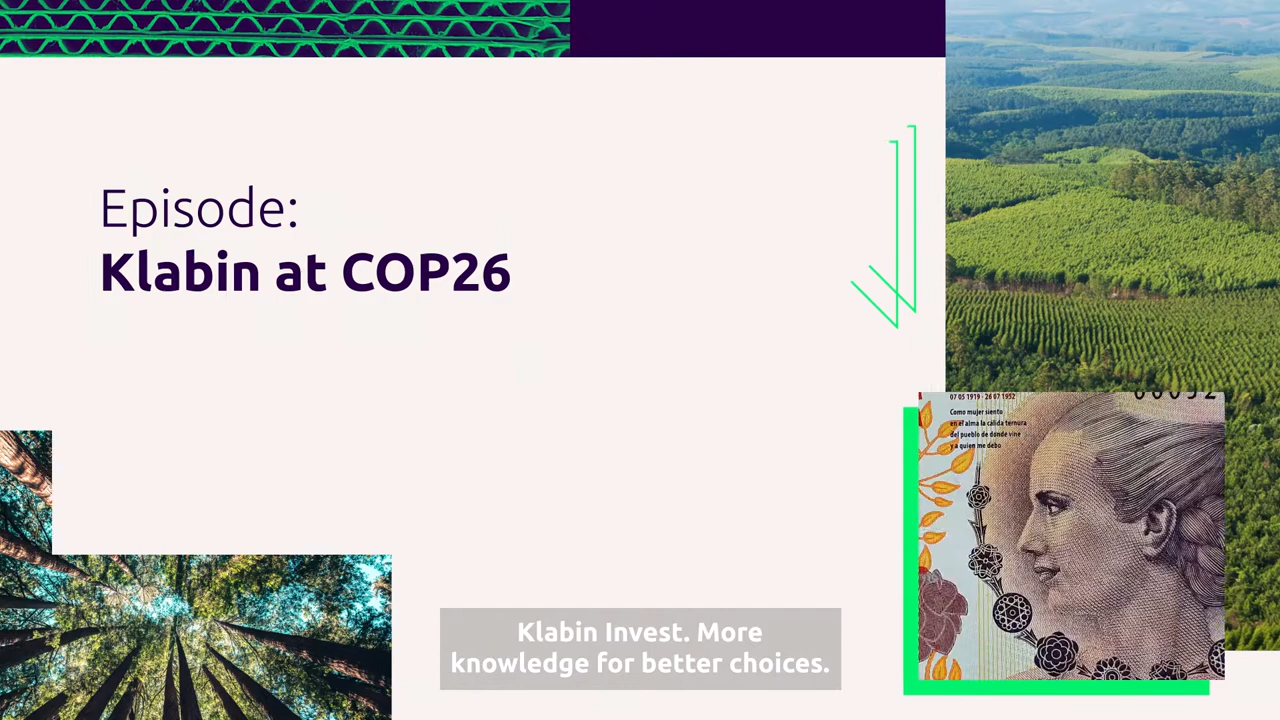 Episode:
Klabin at COP26
07 05 1919 - 26 07 1952
Como mujer siento
en el alma la cálida ternura
del pueblo de donde vine
y a quien me debo
Klabin Invest. More
knowledge for better choices.